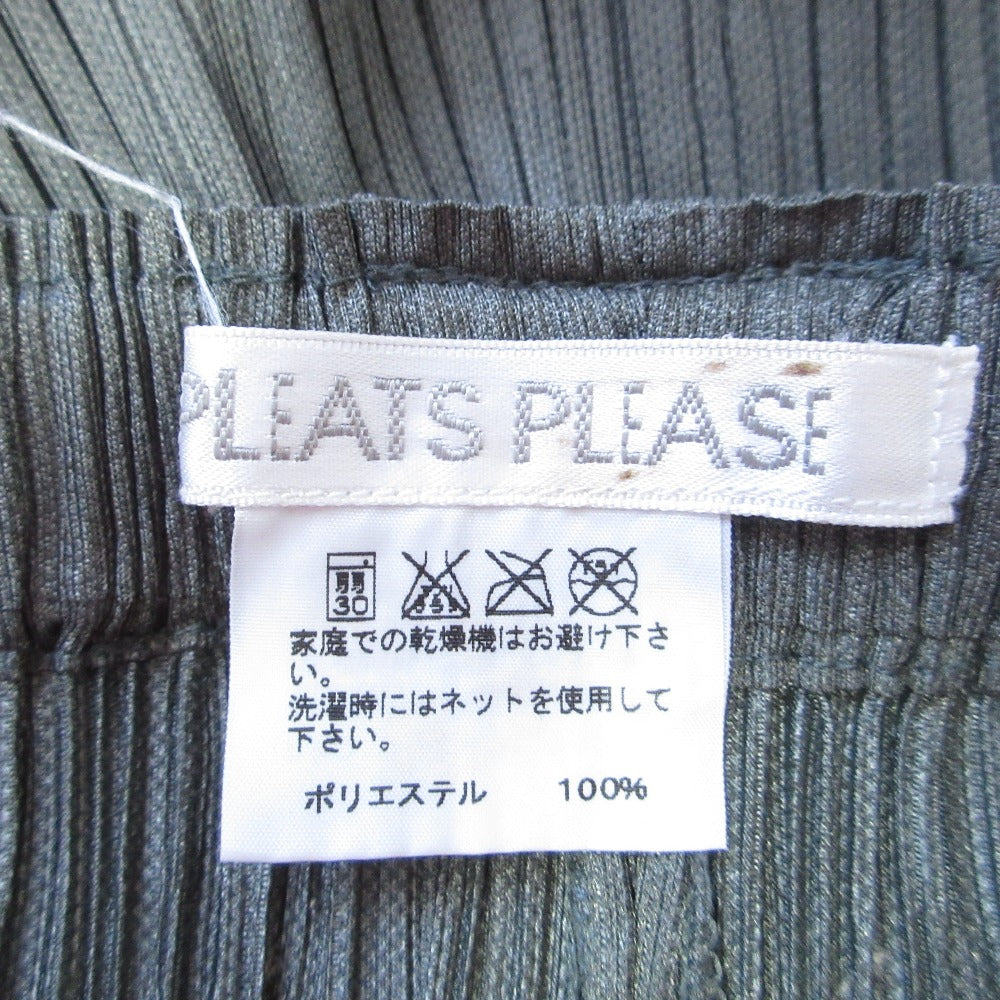 PLEATS PLEASE
弱
30
家庭での乾燥機はお避け下さ
い。
洗濯時にはネットを使用して
下さい。
ポリエステル 100%